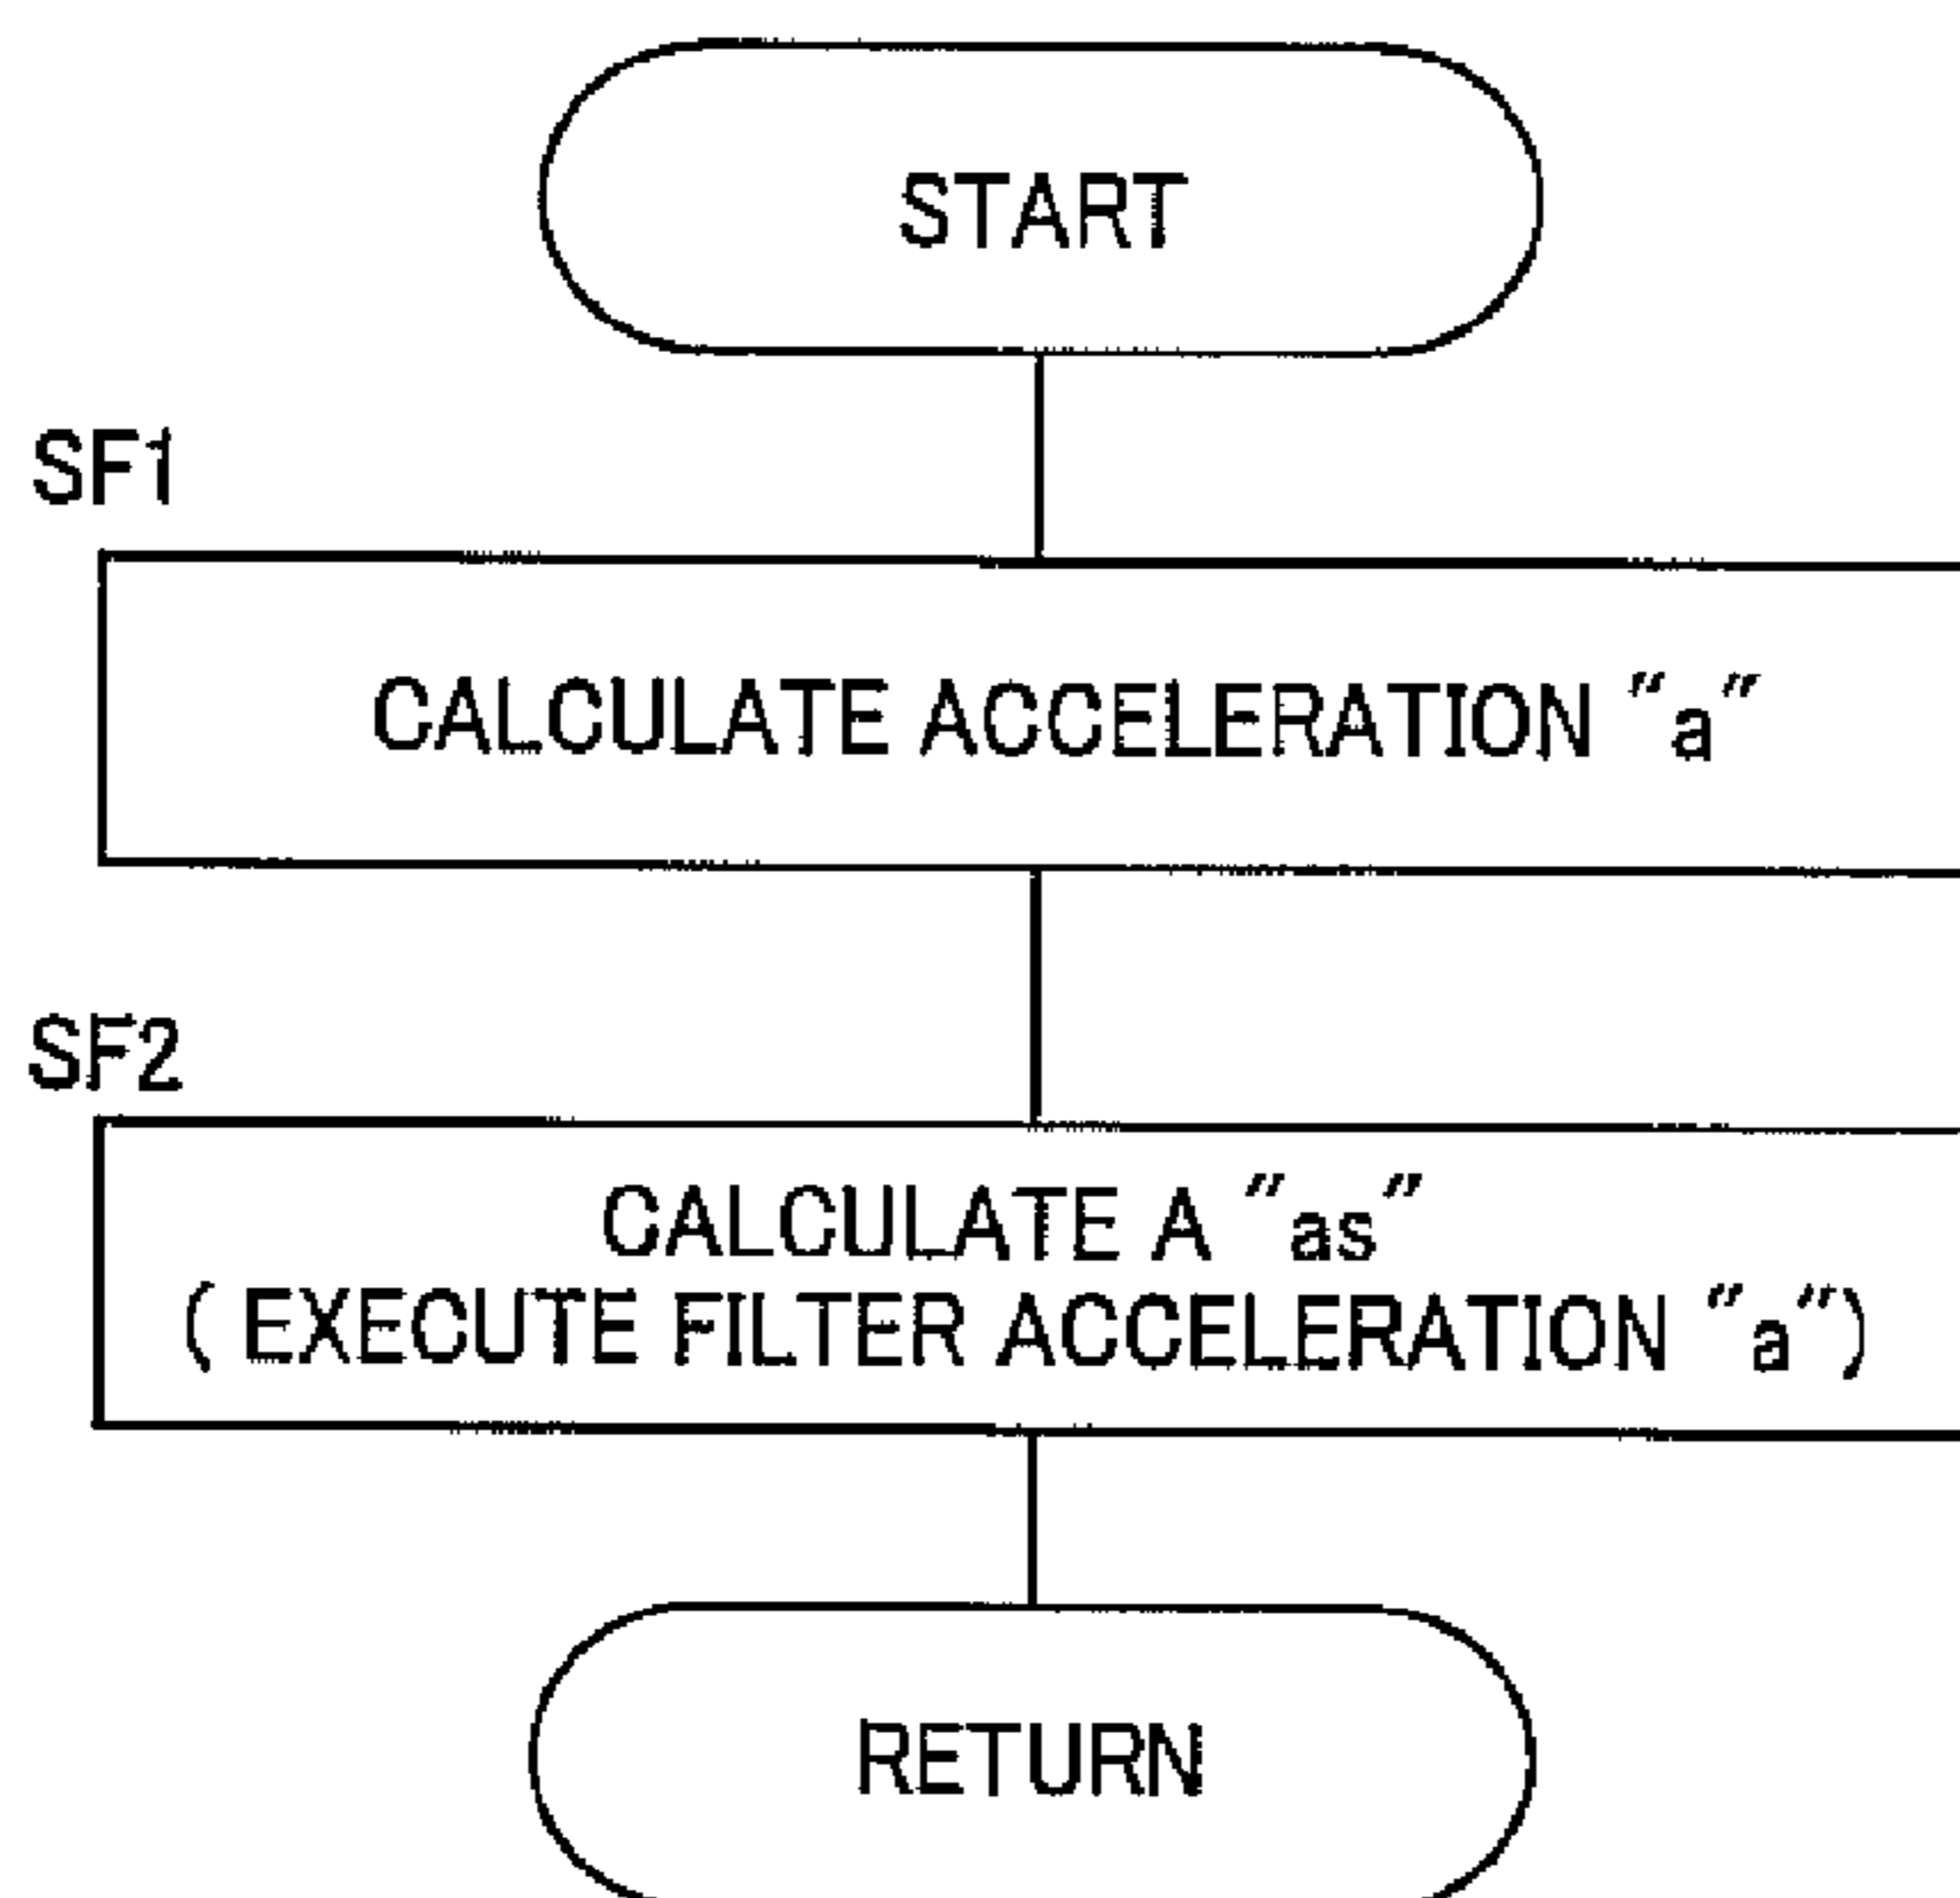 START
SF1
CALCULATE ACCELERATION "a"
SF2
CALCULATE A "as"
( EXECUTE FILTER ACCELERATION "a")
RETURN